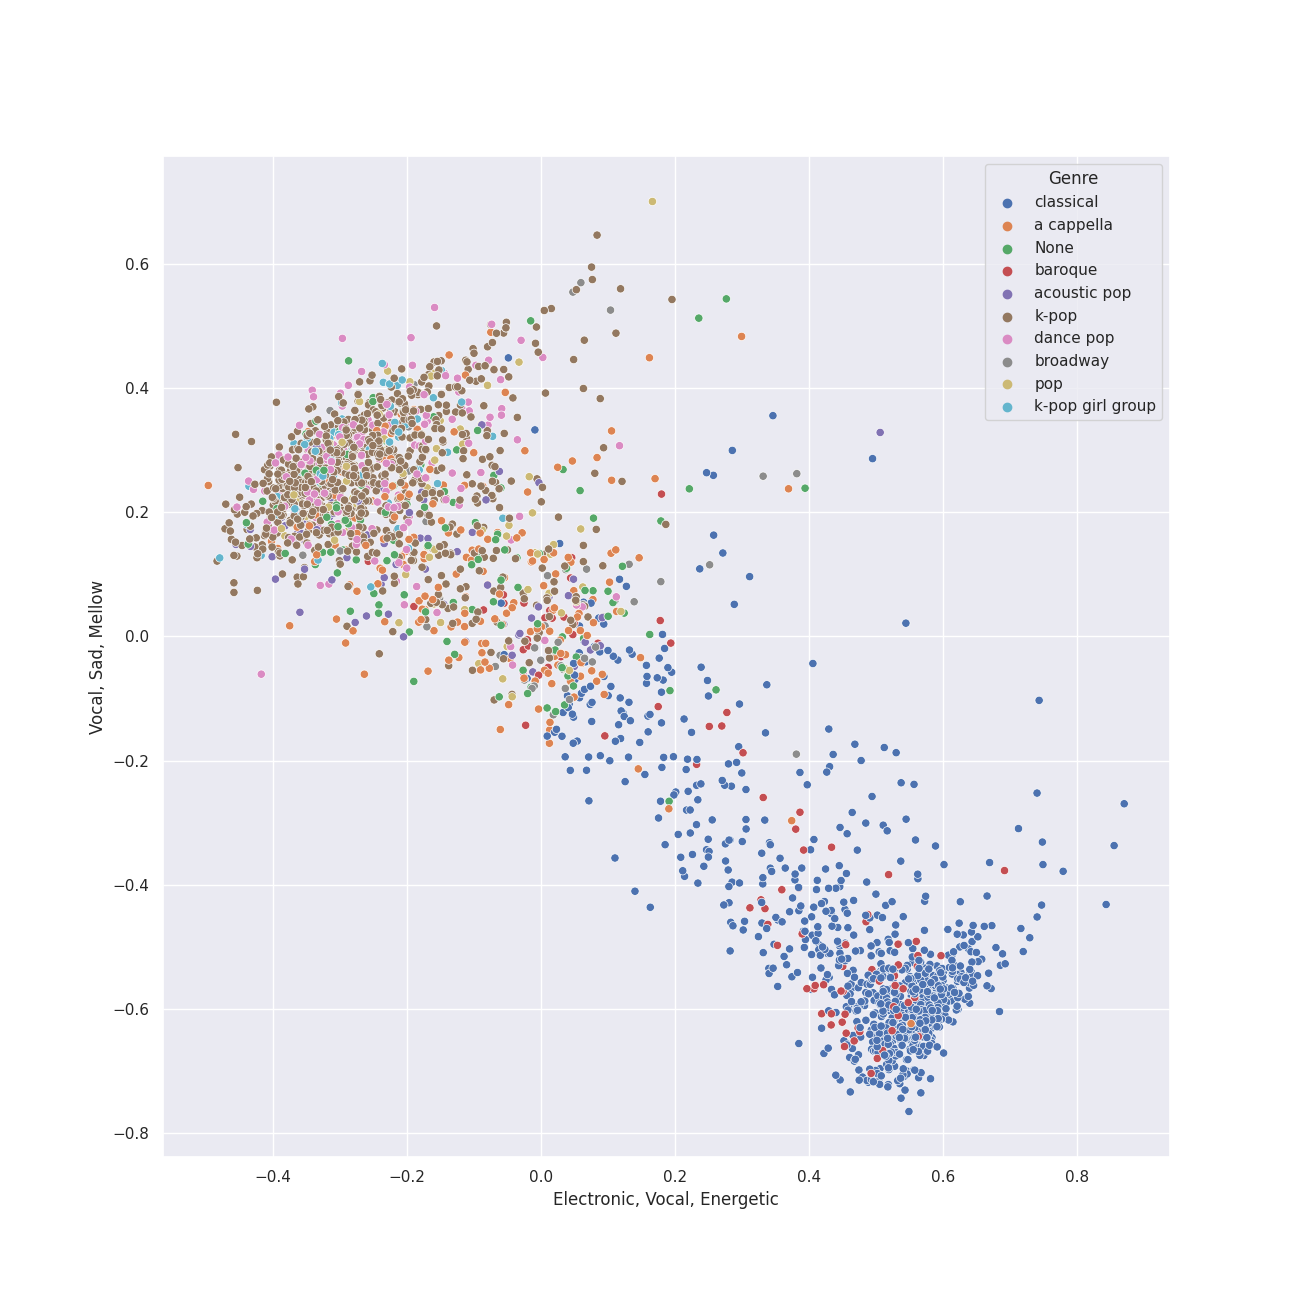 Genre
classical
a cappella
None
baroque
acoustic pop
k-pop
dance pop
broadway
pop
k-pop girl group
0.6
0.4
0.2
0.0
−0.2
−0.4
−0.6
−0.8
Vocal, Sad, Mellow
−0.4 −0.2 0.0 0.2 0.4 0.6 0.8
Electronic, Vocal, Energetic